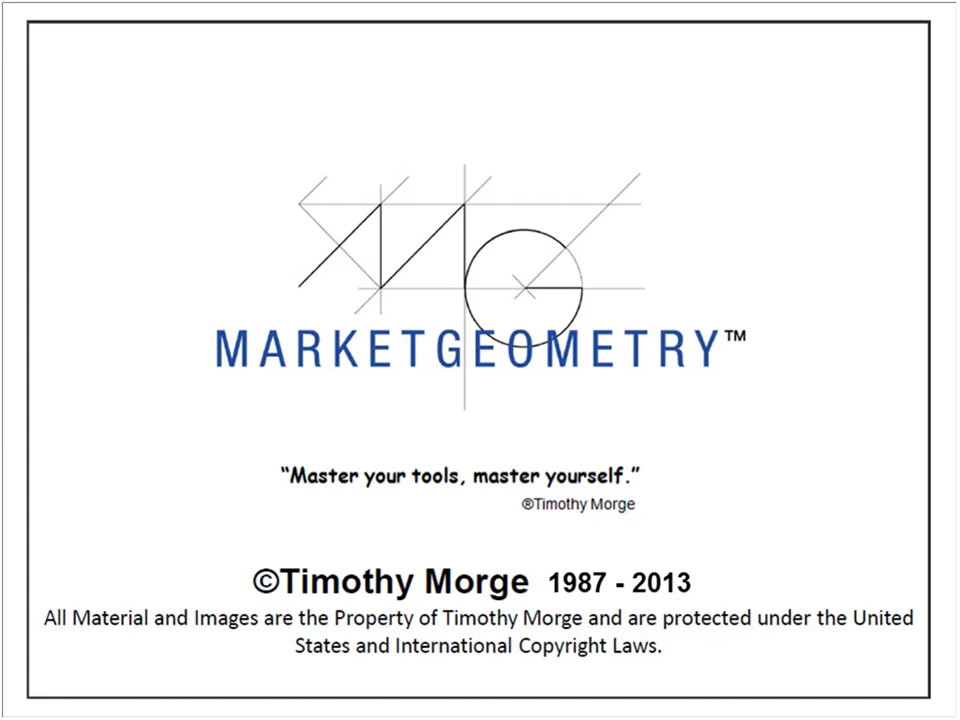 MARKETGEOMETRY™
“Master your tools, master yourself.”
®Timothy Morge
©Timothy Morge 1987 - 2013
All Material and Images are the Property of Timothy Morge and are protected under the United
States and International Copyright Laws.